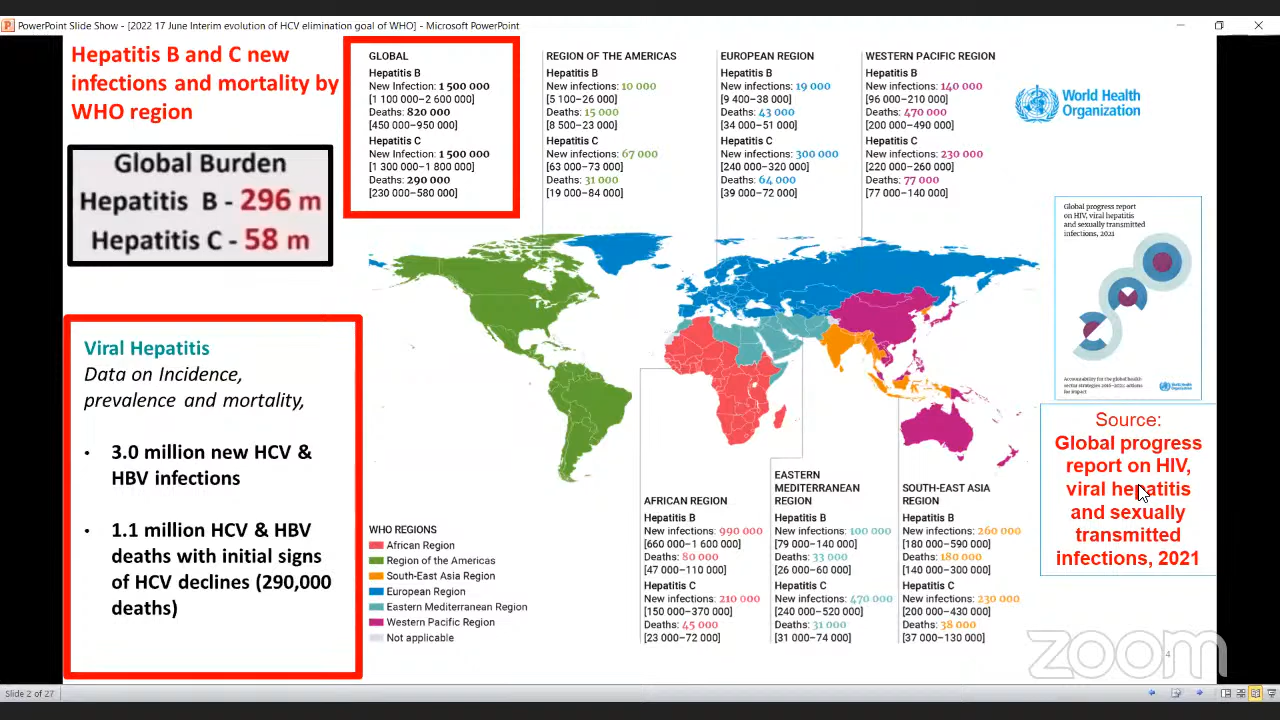 PowerPoint Slide Show - [2022 17 June Interim evolution of HCV elimination goal of WHO] - Microsoft PowerPoint
Hepatitis B and C new
infections and mortality by
WHO region
Global Burden
Hepatitis B - 296 m
Hepatitis C - 58 m
Viral Hepatitis
Data on Incidence,
prevalence and mortality,
• 3.0 million new HCV &
HBV infections
• 1.1 million HCV & HBV
deaths with initial signs
of HCV declines (290,000
deaths)
GLOBAL
Hepatitis B
New Infection: 1 500 000
[1 100 000–2 600 000]
Deaths: 820 000
[450 000–950 000]
Hepatitis C
New Infection: 1 500 000
[1 300 000–1 800 000]
Deaths: 290 000
[230 000–580 000]
REGION OF THE AMERICAS
Hepatitis B
New infections: 10 000
[5 100–26 000]
Deaths: 15 000
[8 500–23 000]
Hepatitis C
New infections: 67 000
[63 000–73 000]
Deaths: 31 000
[19 000–84 000]
EUROPEAN REGION
Hepatitis B
New infections: 19 000
[9 400–38 000]
Deaths: 43 000
[34 000–51 000]
Hepatitis C
New infections: 300 000
[240 000–320 000]
Deaths: 64 000
[39 000–72 000]
WESTERN PACIFIC REGION
Hepatitis B
New infections: 140 000
[96 000–210 000]
Deaths: 470 000
[200 000–490 000]
Hepatitis C
New infections: 230 000
[220 000–260 000]
Deaths: 77 000
[77 000–140 000]
World Health
Organization
Global progress report
on HIV, viral hepatitis
and sexually transmitted
infections, 2021
Accountability for the global health
sector strategies 2016–2021: actions
for impact
World Health
Organization
Source:
Global progress
report on HIV,
viral hepatitis
and sexually
transmitted
infections, 2021
WHO REGIONS
African Region
Region of the Americas
South-East Asia Region
European Region
Eastern Mediterranean Region
Western Pacific Region
Not applicable
AFRICAN REGION
Hepatitis B
New infections: 990 000
[660 000–1 600 000]
Deaths: 80 000
[47 000–110 000]
Hepatitis C
New infections: 210 000
[150 000–370 000]
Deaths: 45 000
[23 000–72 000]
EASTERN
MEDITERRANEAN
REGION
Hepatitis B
New infections: 100 000
[79 000–140 000]
Deaths: 33 000
[26 000–60 000]
Hepatitis C
New infections: 470 000
[240 000–520 000]
Deaths: 31 000
[31 000–74 000]
SOUTH-EAST ASIA
REGION
Hepatitis B
New infections: 260 000
[180 000–590 000]
Deaths: 180 000
[140 000–300 000]
Hepatitis C
New infections: 230 000
[200 000–430 000]
Deaths: 38 000
[37 000–130 000]
4
zoom
Slide 2 of 27